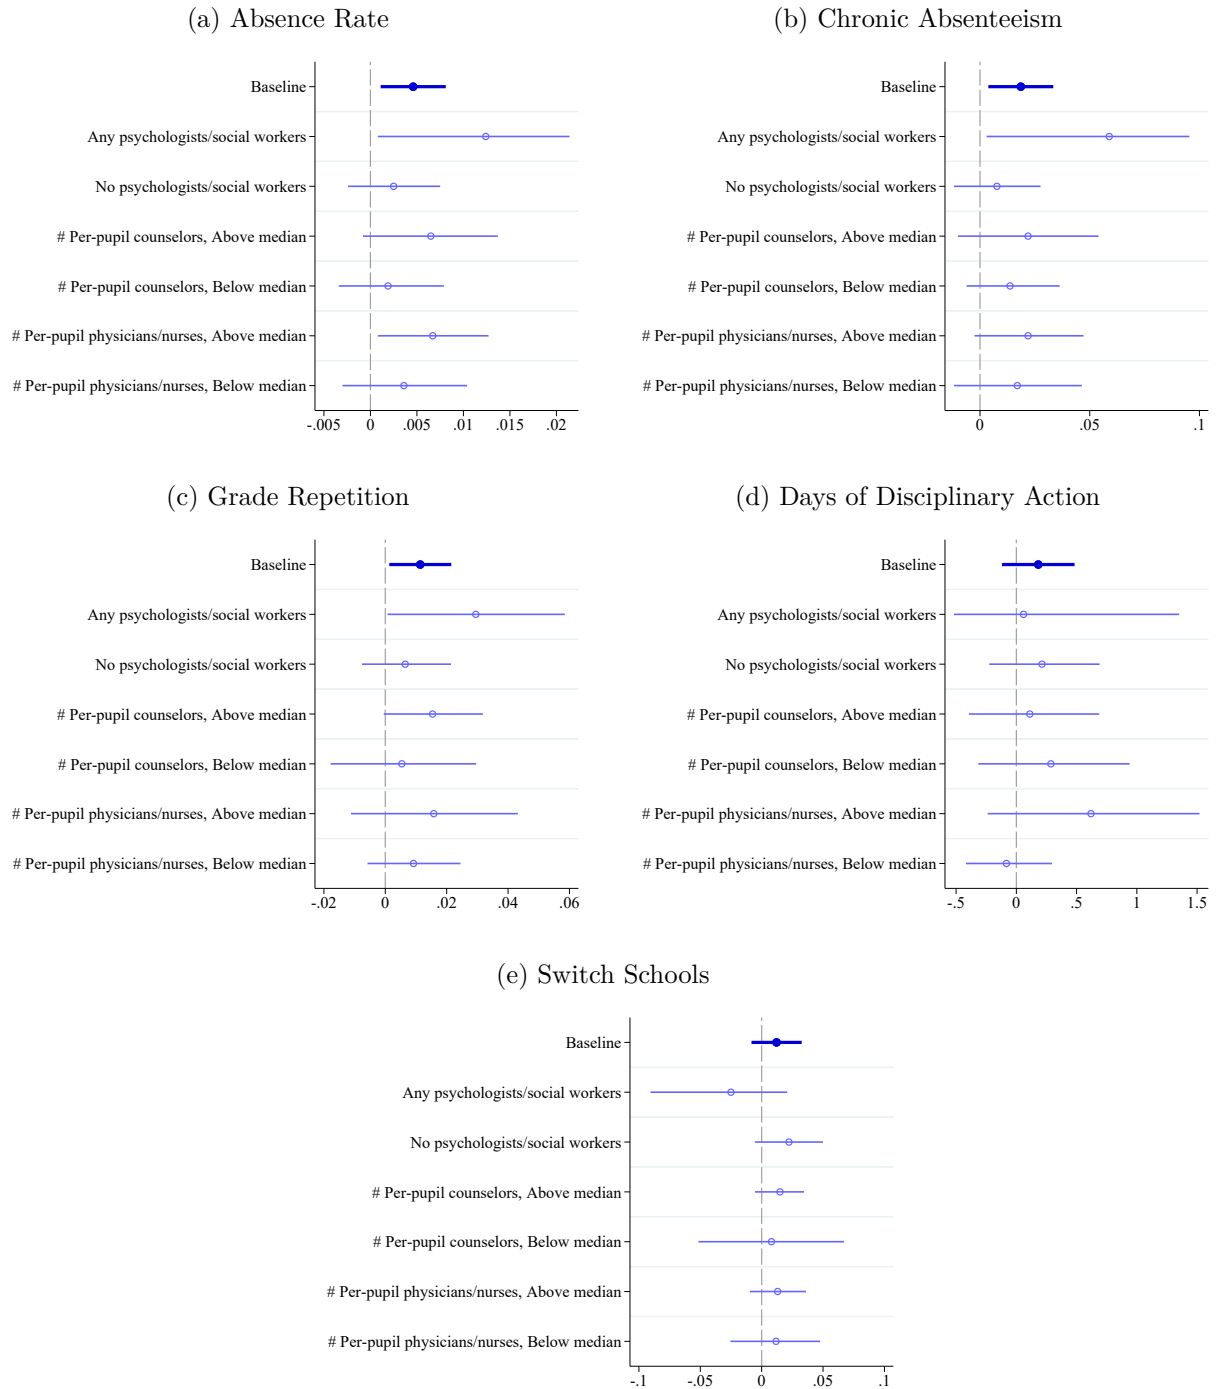 (a) Absence Rate
Baseline
Any psychologists/social workers
No psychologists/social workers
# Per-pupil counselors, Above median
# Per-pupil counselors, Below median
# Per-pupil physicians/nurses, Above median
# Per-pupil physicians/nurses, Below median
-.005 0 .005 .01 .015 .02
(b) Chronic Absenteeism
Baseline
Any psychologists/social workers
No psychologists/social workers
# Per-pupil counselors, Above median
# Per-pupil counselors, Below median
# Per-pupil physicians/nurses, Above median
# Per-pupil physicians/nurses, Below median
0 .05 .1
(c) Grade Repetition
Baseline
Any psychologists/social workers
No psychologists/social workers
# Per-pupil counselors, Above median
# Per-pupil counselors, Below median
# Per-pupil physicians/nurses, Above median
# Per-pupil physicians/nurses, Below median
-.02 0 .02 .04 .06
(d) Days of Disciplinary Action
Baseline
Any psychologists/social workers
No psychologists/social workers
# Per-pupil counselors, Above median
# Per-pupil counselors, Below median
# Per-pupil physicians/nurses, Above median
# Per-pupil physicians/nurses, Below median
-.5 0 .5 1 1.5
(e) Switch Schools
Baseline
Any psychologists/social workers
No psychologists/social workers
# Per-pupil counselors, Above median
# Per-pupil counselors, Below median
# Per-pupil physicians/nurses, Above median
# Per-pupil physicians/nurses, Below median
-.1 -.05 0 .05 .1